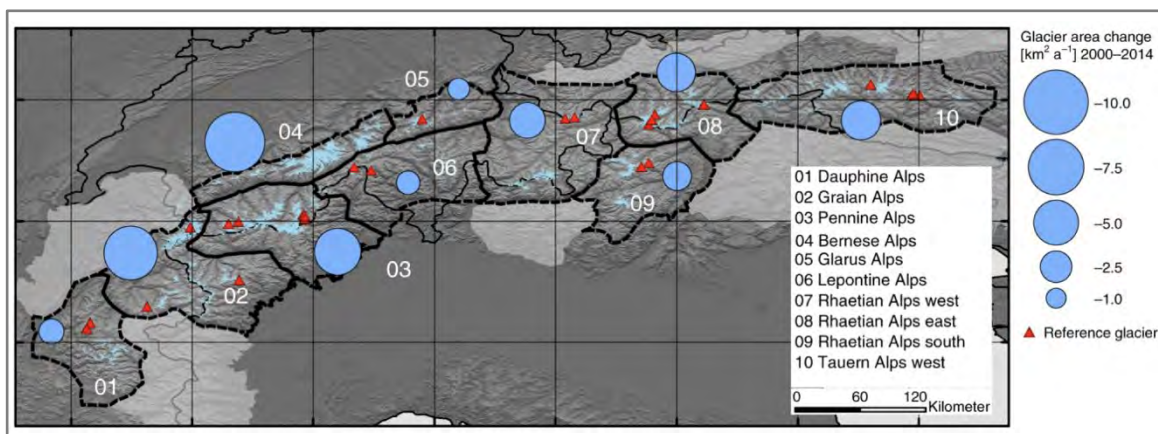 04
05
06
07
08
09
10
03
02
01
01 Dauphine Alps
02 Graian Alps
03 Pennine Alps
04 Bernese Alps
05 Glarus Alps
06 Lepontine Alps
07 Rhaetian Alps west
08 Rhaetian Alps east
09 Rhaetian Alps south
10 Tauern Alps west
0 60 120
Kilometer
Glacier area change
[km² a⁻¹] 2000–2014
−10.0
−7.5
−5.0
−2.5
−1.0
Reference glacier